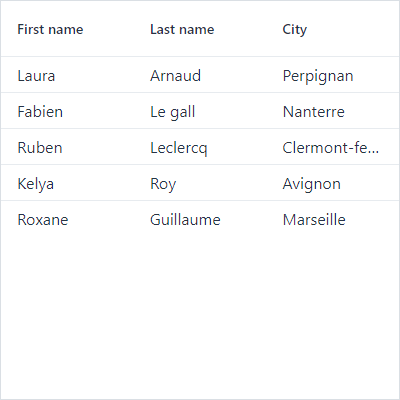 First name Last name City
Laura Arnaud Perpignan
Fabien Le gall Nanterre
Ruben Leclercq Clermont-fe...
Kelya Roy Avignon
Roxane Guillaume Marseille